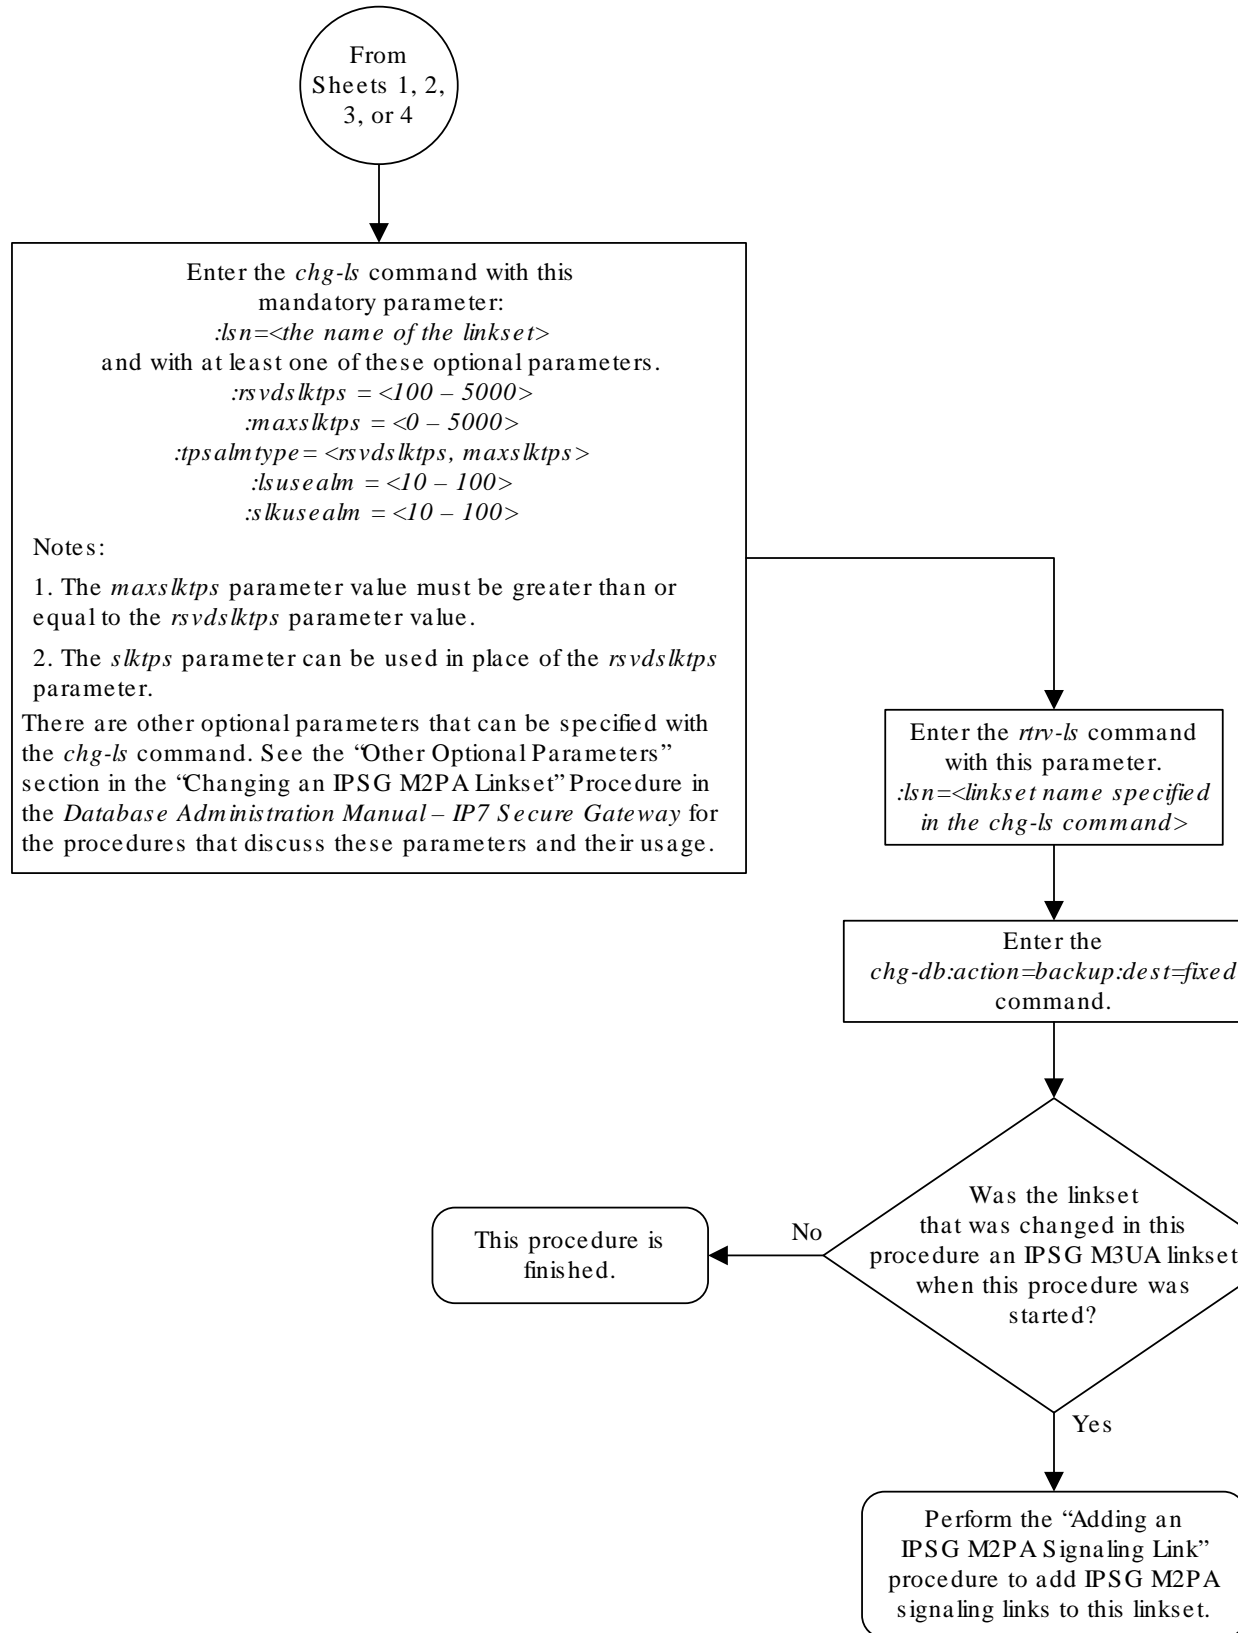 From
Sheets 1, 2,
3, or 4
Enter the chg-ls command with this
mandatory parameter:
:lsn=<the name of the linkset>
and with at least one of these optional parameters.
:rsvdslktps = <100 – 5000>
:maxslktps = <0 – 5000>
:tpsalmtype= <rsvdslktps, maxslktps>
:lsusealm = <10 – 100>
:slkusealm = <10 – 100>
Notes:
1. The maxslktps parameter value must be greater than or
equal to the rsvdslktps parameter value.
2. The slktps parameter can be used in place of the rsvdslktps
parameter.
There are other optional parameters that can be specified with
the chg-ls command. See the “Other Optional Parameters”
section in the “Changing an IPSG M2PA Linkset” Procedure in
the Database Administration Manual – IP7 Secure Gateway for
the procedures that discuss these parameters and their usage.
Enter the rtrv-ls command
with this parameter.
:lsn=<linkset name specified
in the chg-ls command>
Enter the
chg-db:action=backup:dest=fixed
command.
Was the linkset
that was changed in this
procedure an IPSG M3UA linkset
when this procedure was
started?
No
This procedure is
finished.
Yes
Perform the “Adding an
IPSG M2PA Signaling Link”
procedure to add IPSG M2PA
signaling links to this linkset.